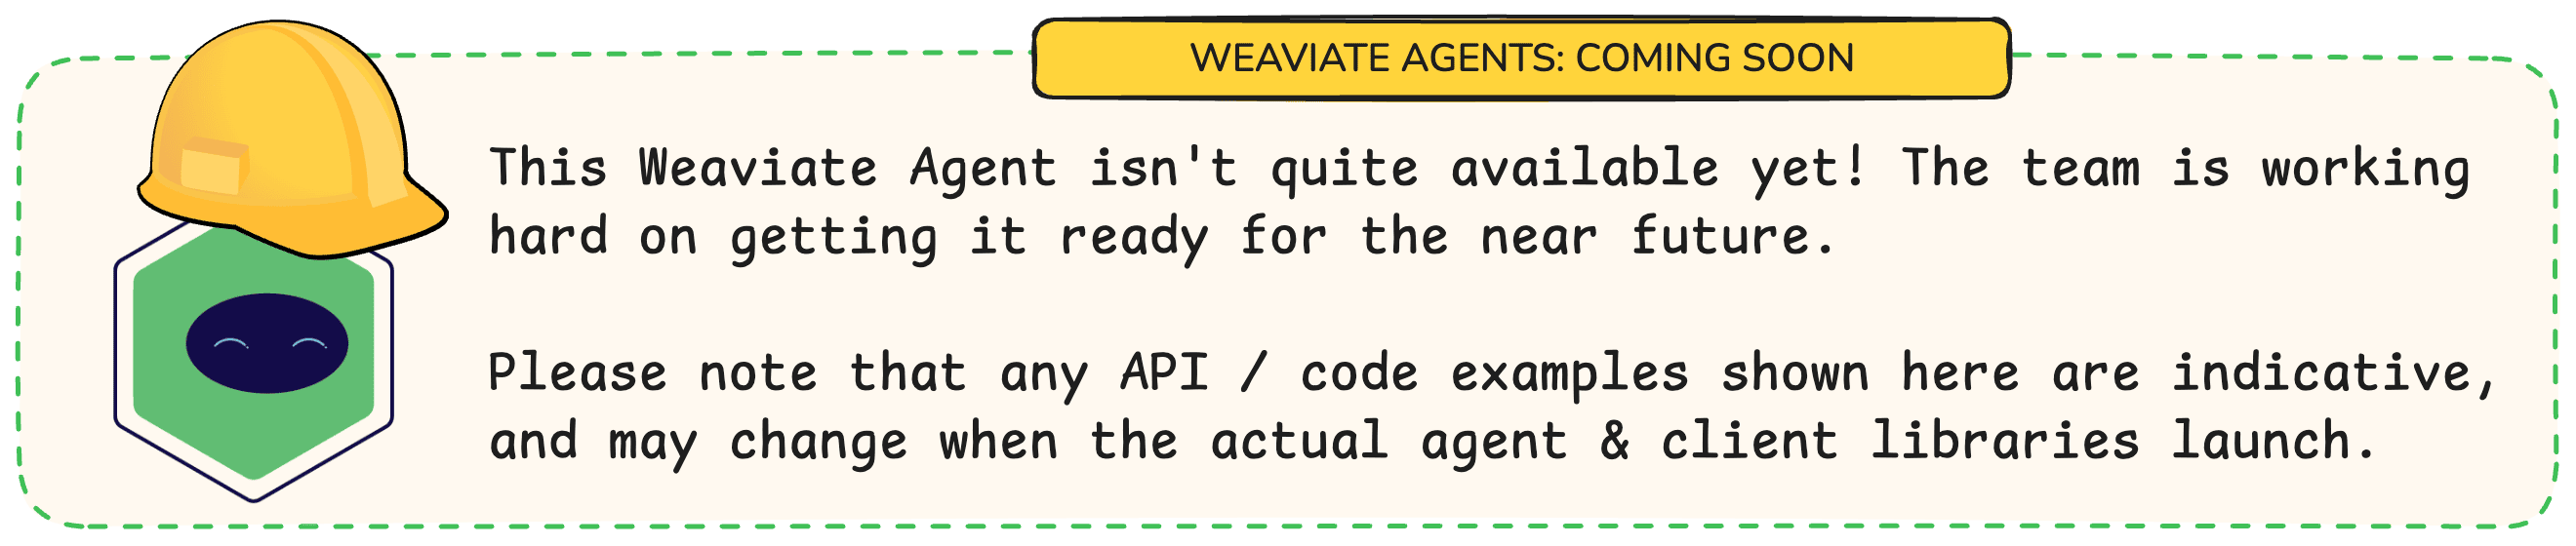 WEAVIATE AGENTS: COMING SOON
This Weaviate Agent isn't quite available yet! The team is working
hard on getting it ready for the near future.
Please note that any API / code examples shown here are indicative,
and may change when the actual agent & client libraries launch.